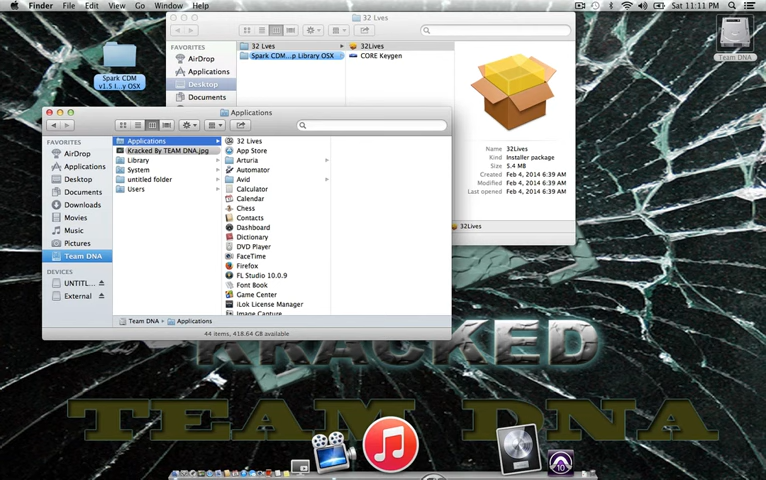 Finder File Edit View Go Window Help
Sat 11:11 PM
32 Lves
FAVORITES
AirDrop
Applications
Desktop
Documents
32 Lves
Spark CDM...p Library OSX
32Lives
CORE Keygen
Name 32Lives
Kind Installer package
Size 5.4 MB
Created Feb 4, 2014 6:39 AM
Modified Feb 4, 2014 6:39 AM
Last opened Feb 4, 2014 6:39 AM
32Lives
Spark CDM
v1.5 I...y OSX
Team DNA
Applications
FAVORITES
AirDrop
Applications
Desktop
Documents
Downloads
Movies
Music
Pictures
Team DNA
DEVICES
UNTITL...
External
Applications
Kracked By TEAM DNA.jpg
Library
System
untitled folder
Users
32 Lives
App Store
Arturia
Automator
Avid
Calculator
Calendar
Chess
Contacts
Dashboard
Dictionary
DVD Player
FaceTime
Firefox
FL Studio 10.0.9
Font Book
Game Center
iLok License Manager
Image Capture
Team DNA Applications
44 items, 418.64 GB available
KRACKED
TEAM DNA
10